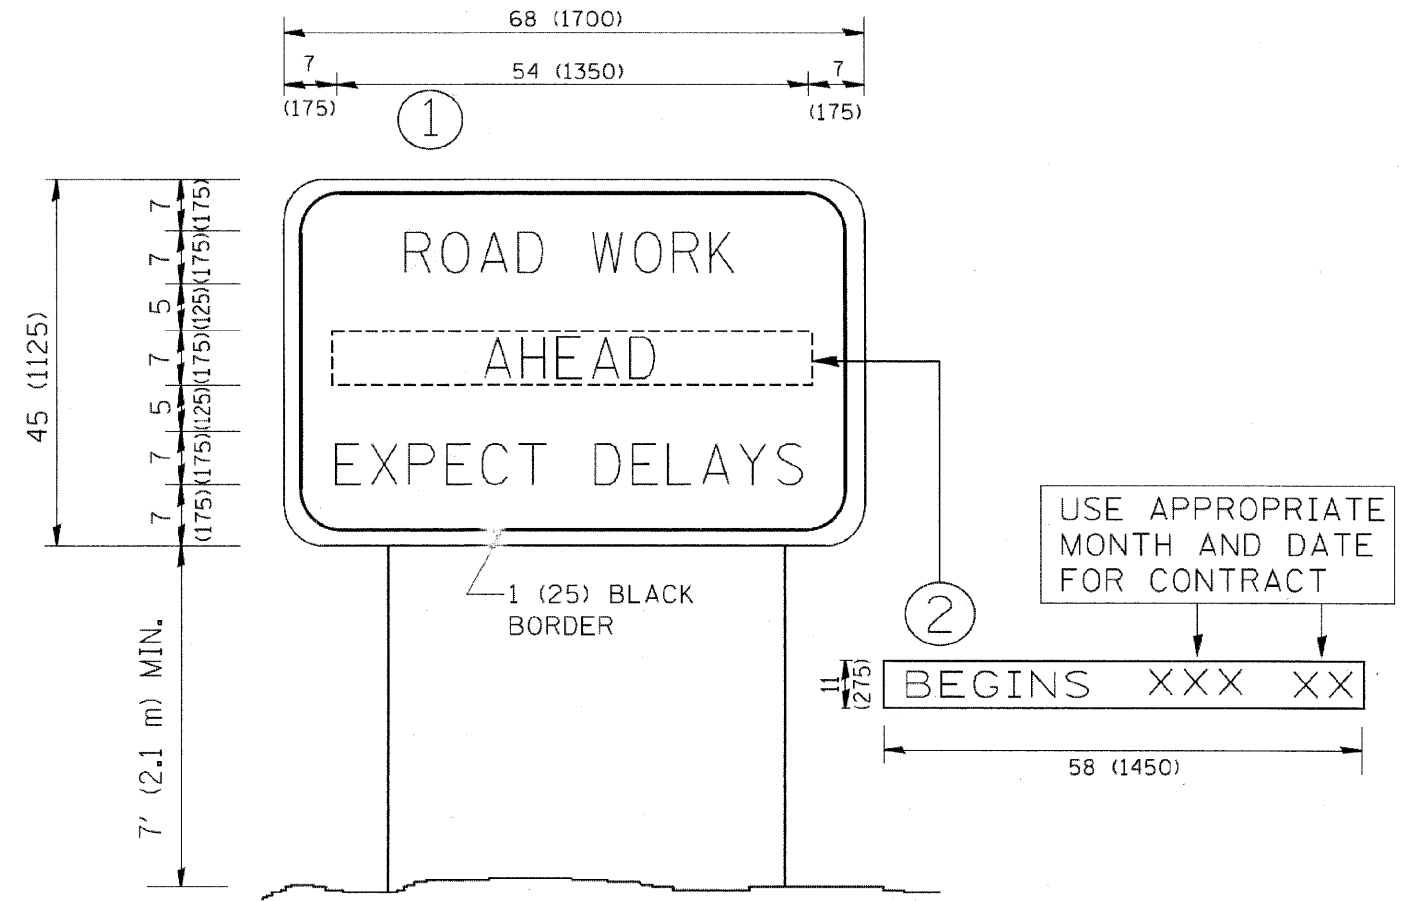 68 (1700)
7 54 (1350) 7
(175) (175)
1
45 (1125)
7 (175)
7 (175)
5 (125)
7 (175)
5 (125)
7 (175)
7 (175)
ROAD WORK
AHEAD
EXPECT DELAYS
1 (25) BLACK
BORDER
7' (2.1 m) MIN.
USE APPROPRIATE
MONTH AND DATE
FOR CONTRACT
2
11
(275)
BEGINS XXX XX
58 (1450)